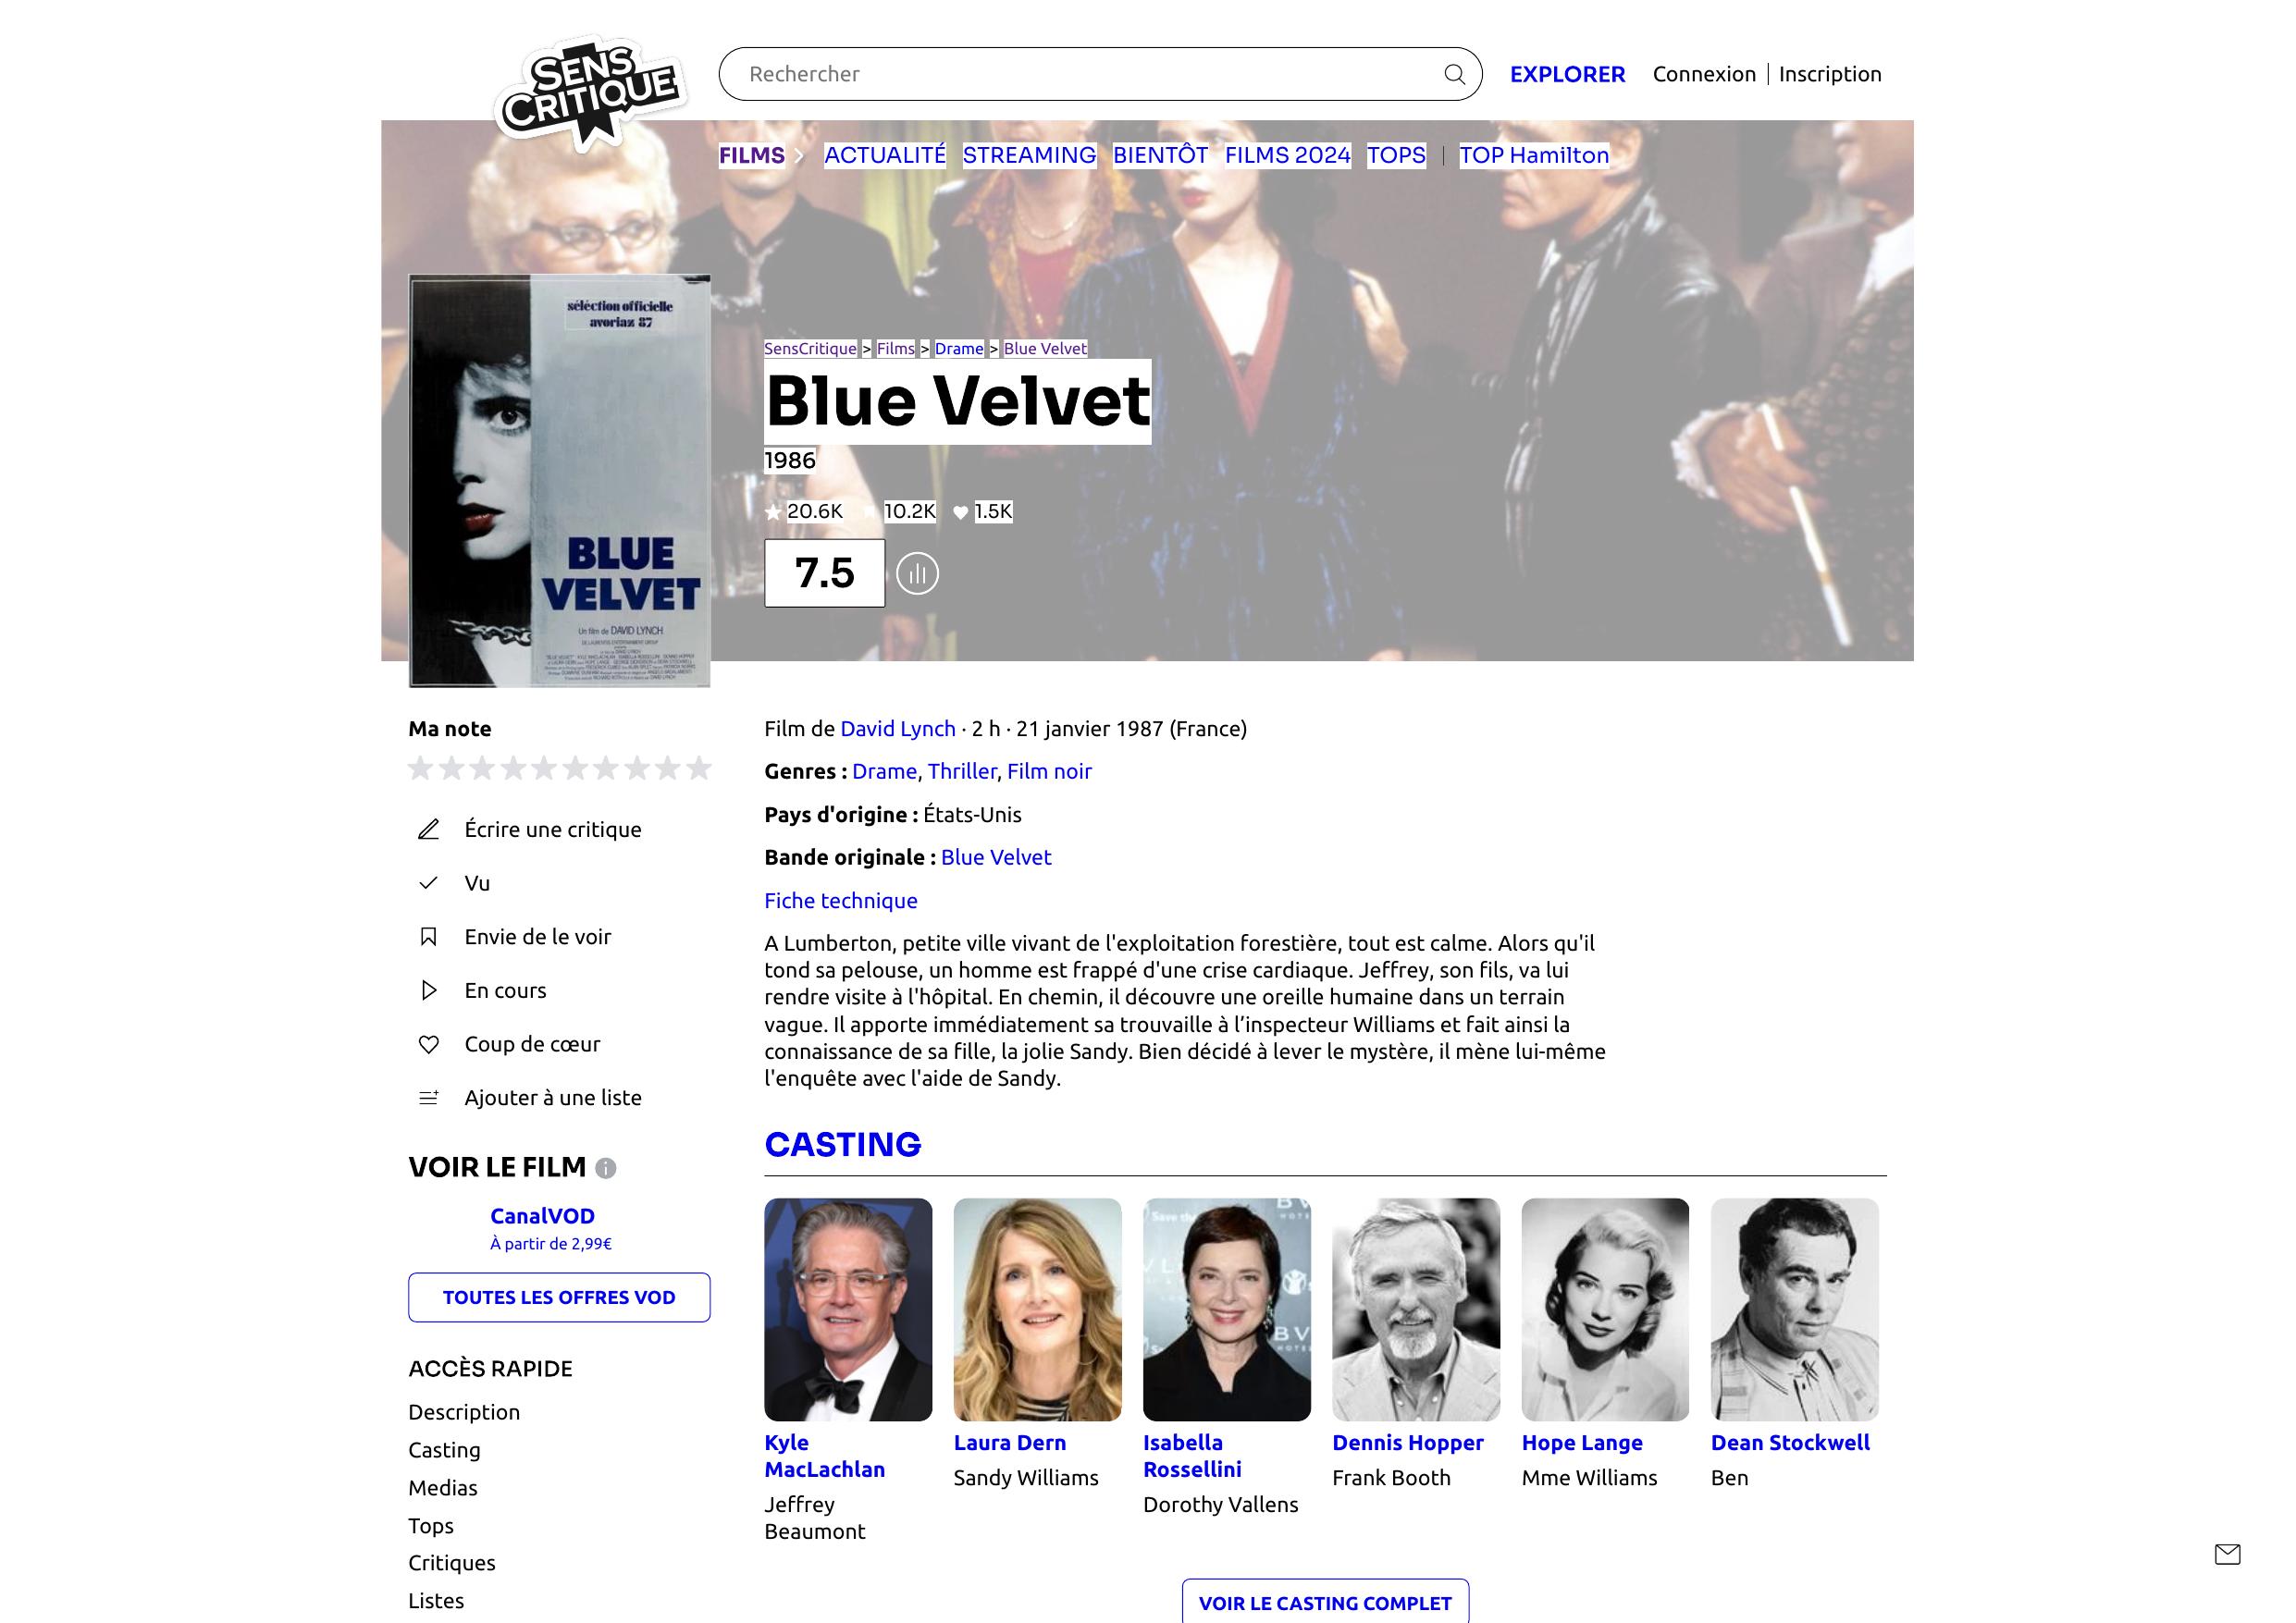 SENS
CRITIQUE
Rechercher
EXPLORER
Connexion
Inscription
FILMS
ACTUALITÉ
STREAMING
BIENTÔT
FILMS 2024
TOPS
TOP Hamilton
séléction officielle
avoriaz 87
BLUE
VELVET
Un film de DAVID LYNCH
SensCritique > Films > Drame > Blue Velvet
Blue Velvet
1986
20.6K
10.2K
1.5K
7.5
Ma note
Écrire une critique
Vu
Envie de le voir
En cours
Coup de cœur
Ajouter à une liste
VOIR LE FILM
CanalVOD
À partir de 2,99€
TOUTES LES OFFRES VOD
ACCÈS RAPIDE
Description
Casting
Medias
Tops
Critiques
Listes
Film de David Lynch · 2 h · 21 janvier 1987 (France)
Genres : Drame, Thriller, Film noir
Pays d'origine : États-Unis
Bande originale : Blue Velvet
Fiche technique
A Lumberton, petite ville vivant de l'exploitation forestière, tout est calme. Alors qu'il
tond sa pelouse, un homme est frappé d'une crise cardiaque. Jeffrey, son fils, va lui
rendre visite à l'hôpital. En chemin, il découvre une oreille humaine dans un terrain
vague. Il apporte immédiatement sa trouvaille à l’inspecteur Williams et fait ainsi la
connaissance de sa fille, la jolie Sandy. Bien décidé à lever le mystère, il mène lui-même
l'enquête avec l'aide de Sandy.
CASTING
Kyle
MacLachlan
Jeffrey
Beaumont
Laura Dern
Sandy Williams
Isabella
Rossellini
Dorothy Vallens
Dennis Hopper
Frank Booth
Hope Lange
Mme Williams
Dean Stockwell
Ben
VOIR LE CASTING COMPLET